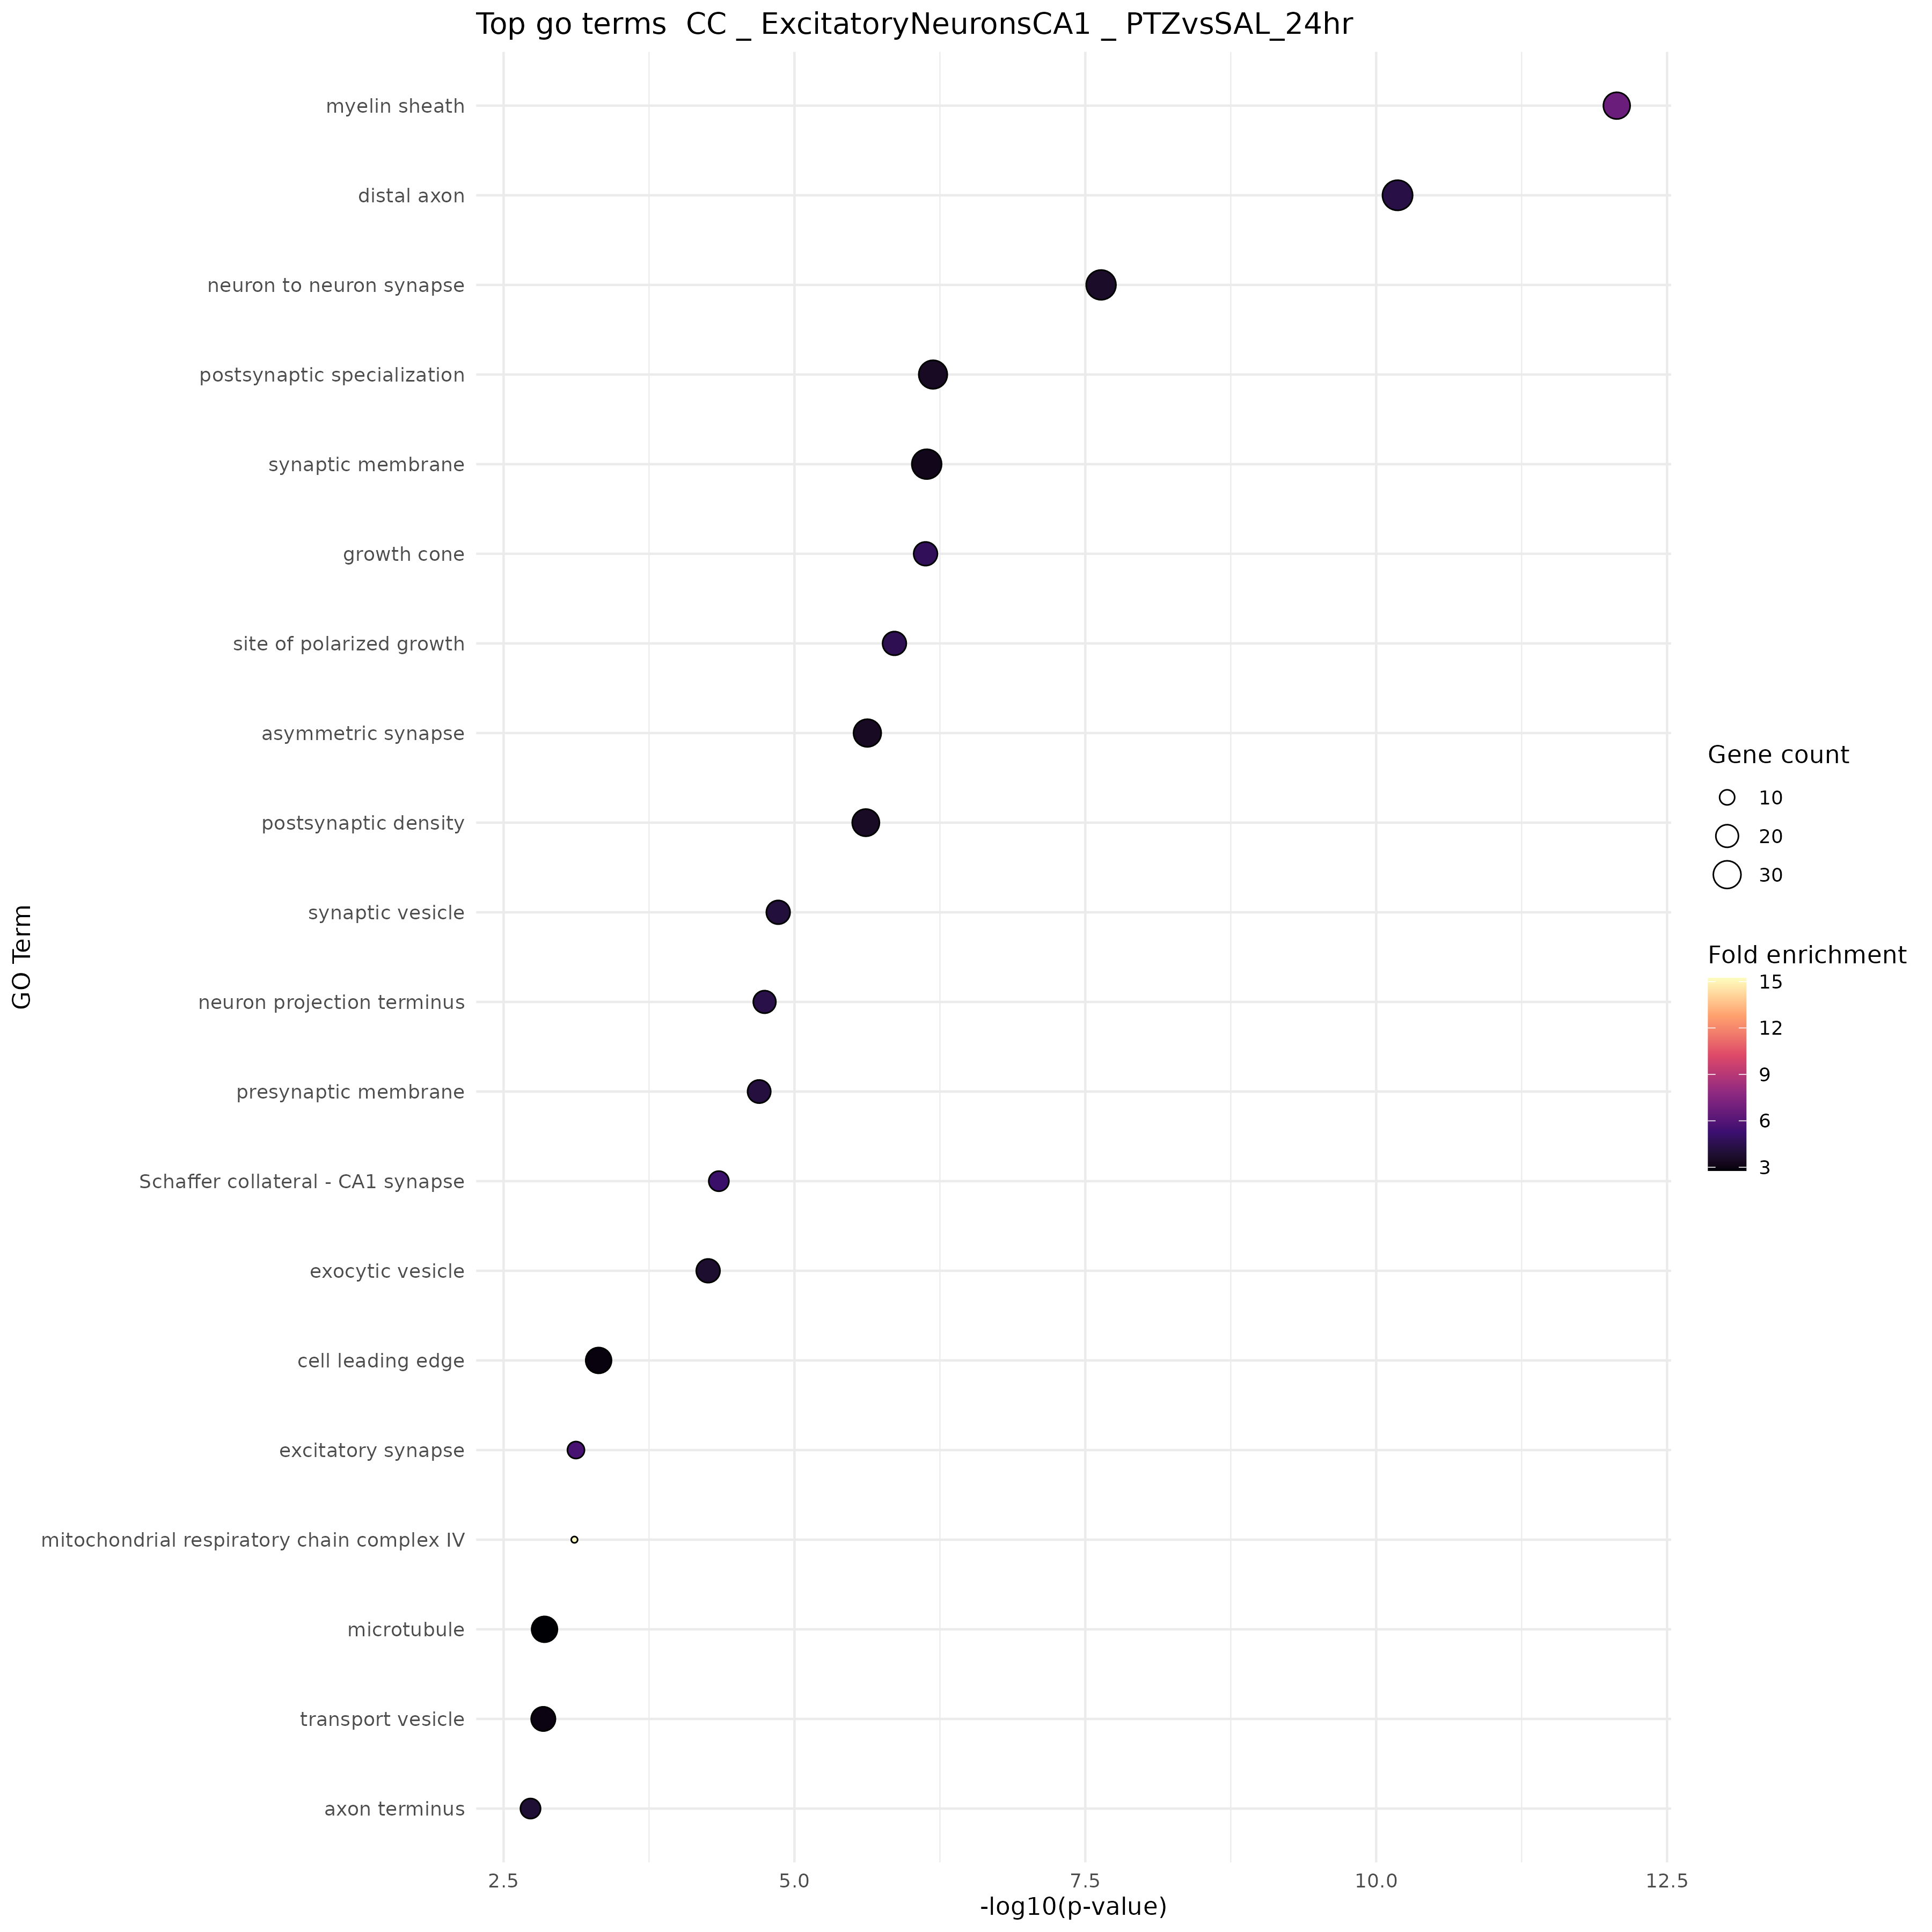 Top go terms  CC _ ExcitatoryNeuronsCA1 _ PTZvsSAL_24hr
GO Term
myelin sheath
distal axon
neuron to neuron synapse
postsynaptic specialization
synaptic membrane
growth cone
site of polarized growth
asymmetric synapse
postsynaptic density
synaptic vesicle
neuron projection terminus
presynaptic membrane
Schaffer collateral - CA1 synapse
exocytic vesicle
cell leading edge
excitatory synapse
mitochondrial respiratory chain complex IV
microtubule
transport vesicle
axon terminus
2.5 5.0 7.5 10.0 12.5
-log10(p-value)
Gene count
10
20
30
Fold enrichment
15
12
9
6
3